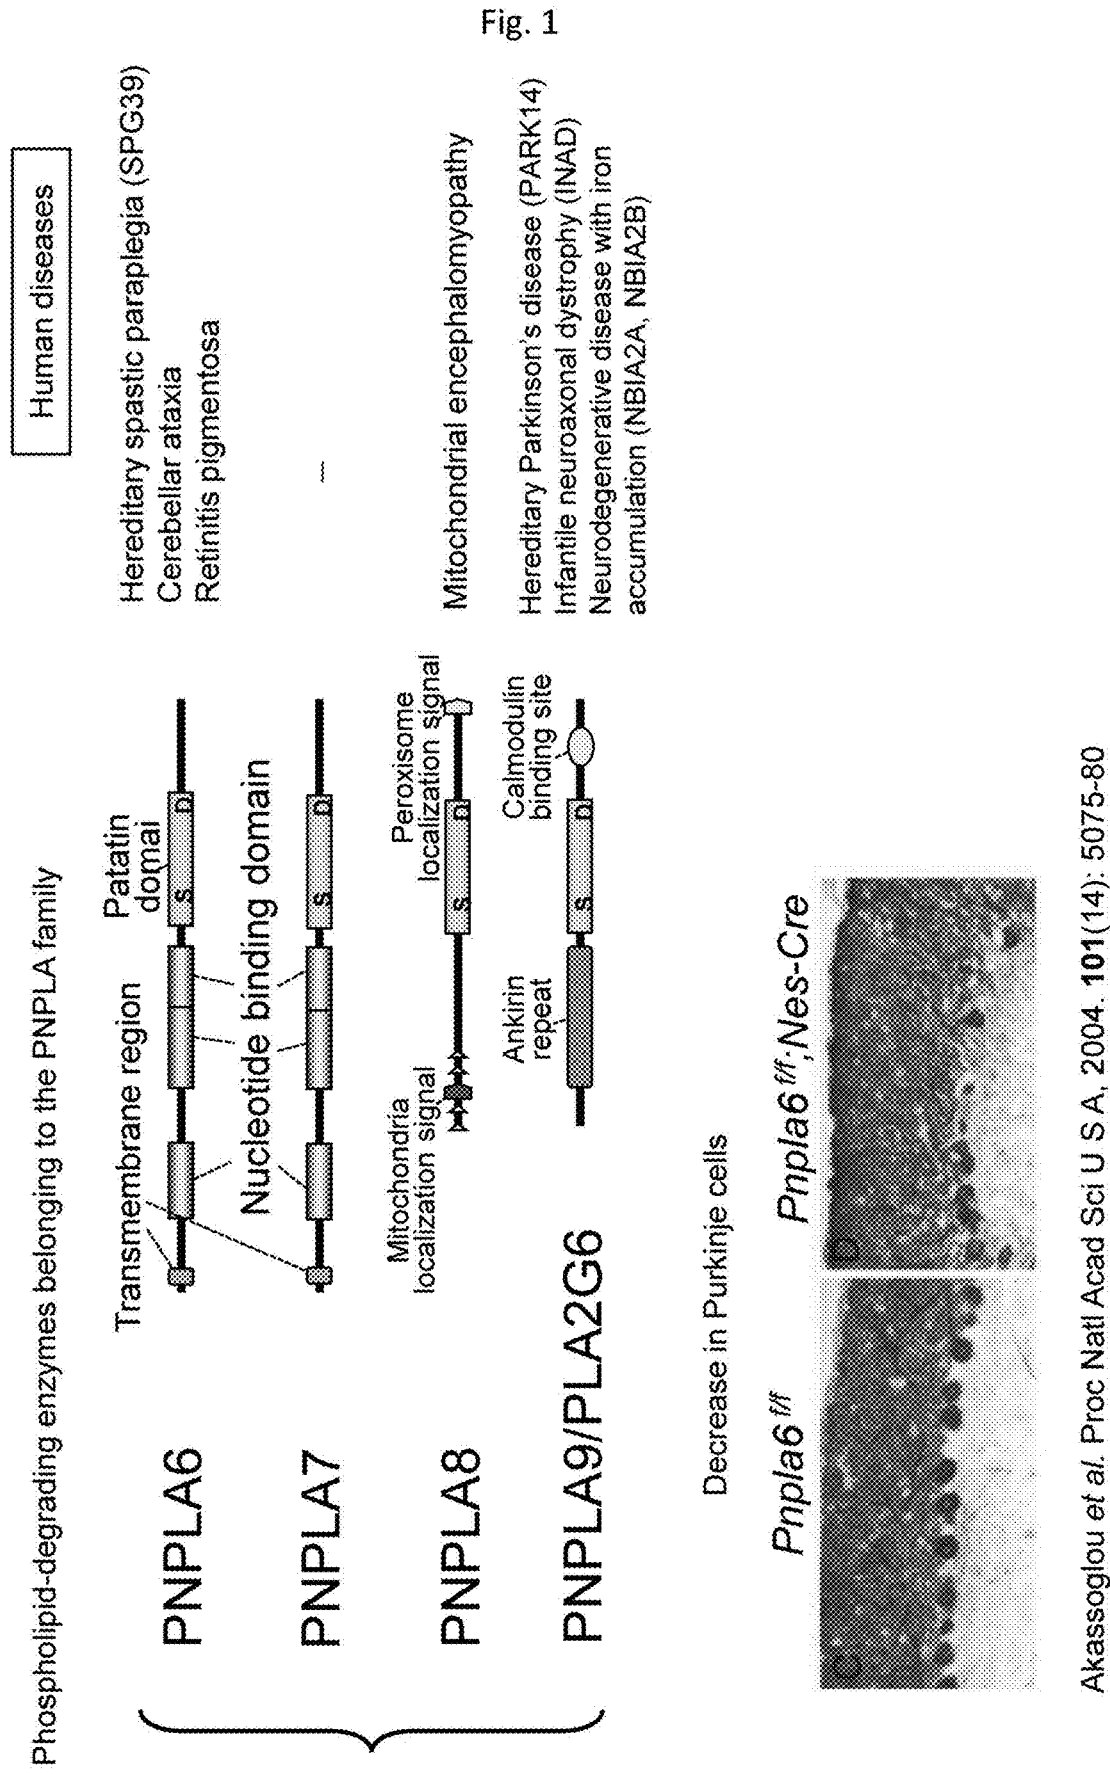 Fig. 1
Phospholipid-degrading enzymes belonging to the PNPLA family
Human diseases
PNPLA6
Transmembrane region
Patatin
domai
S D
Hereditary spastic paraplegia (SPG39)
Cerebellar ataxia
Retinitis pigmentosa
Nucleotide binding domain
PNPLA7
S D
–
PNPLA8
Mitochondria
localization signal
Peroxisome
localization signal
S D
Mitochondrial encephalomyopathy
PNPLA9/PLA2G6
Ankirin
repeat
Calmodulin
binding site
S D
Hereditary Parkinson's disease (PARK14)
Infantile neuroaxonal dystrophy (INAD)
Neurodegenerative disease with iron
accumulation (NBIA2A, NBIA2B)
Decrease in Purkinje cells
Pnpla6 f/f
Pnpla6 f/f;Nes-Cre
C
D
Akassoglou et al. Proc Natl Acad Sci U S A, 2004. 101(14): 5075-80